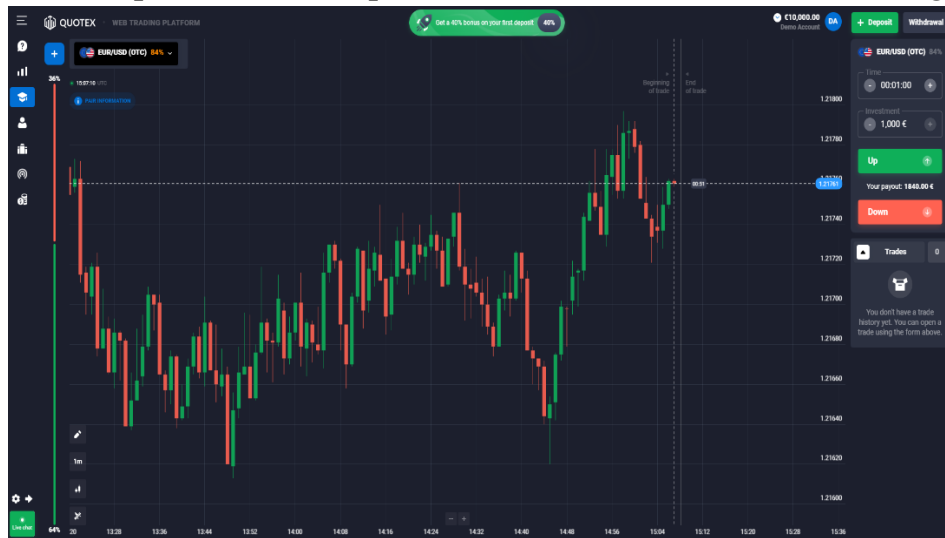 QUOTEX WEB TRADING PLATFORM
Get a 40% bonus on your first deposit 40%
€10,000.00
Demo Account
DA
+ Deposit
Withdrawal
EUR/USD (OTC) 84%
36%
15:07:10 UTC
PAIR INFORMATION
Beginning of trade
End of trade
00:51
1.21800
1.21780
1.21761
1.21740
1.21720
1.21700
1.21680
1.21660
1.21640
1.21620
1.21600
EUR/USD (OTC) 84%
Time
- 00:01:00 +
Investment
- 1,000 € +
Up
Your payout: 1840.00 €
Down
Trades 0
You don't have a trade
history yet. You can open a
trade using the form above.
1m
Live chat
64%
20 13:28 13:36 13:44 13:52 14:00 14:08 14:16 14:24 14:32 14:40 14:48 14:56 15:04 15:12 15:20 15:28 15:36